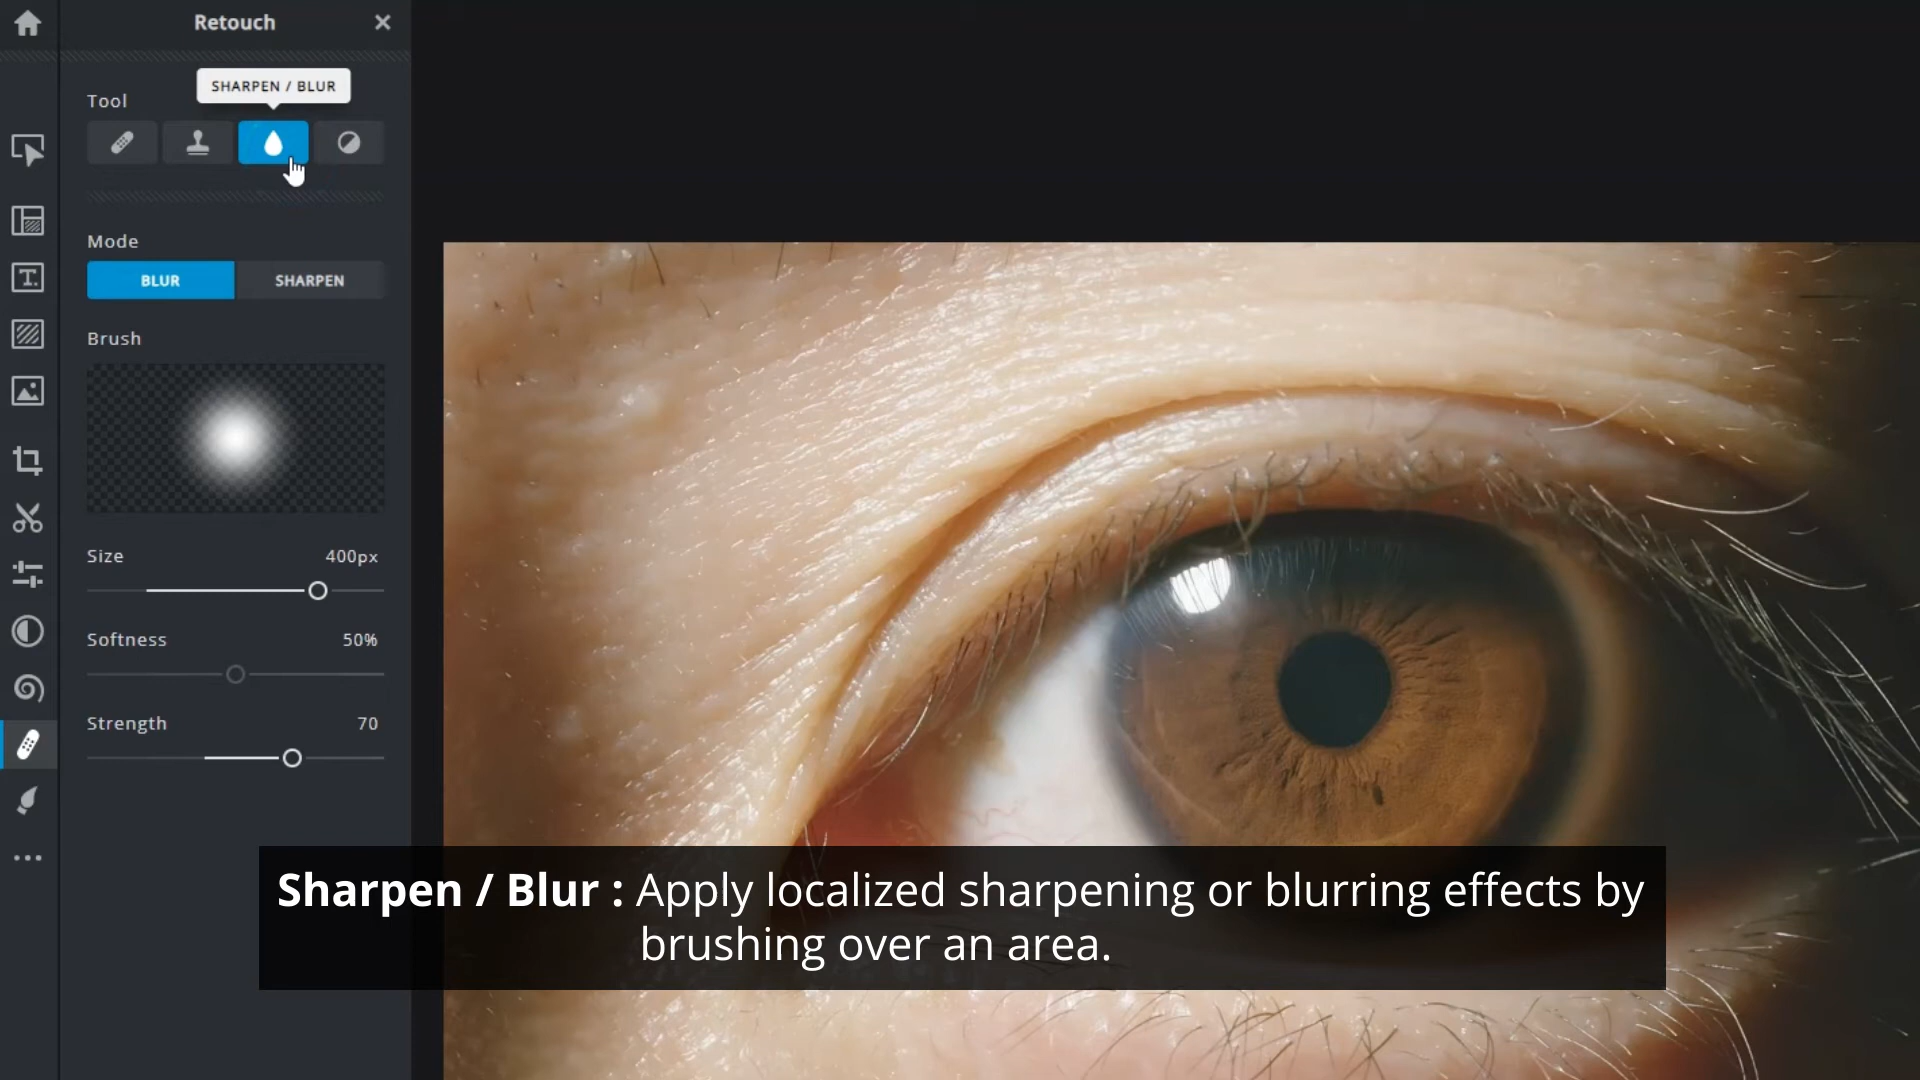 Retouch
SHARPEN / BLUR
Tool
Mode
BLUR SHARPEN
Brush
Size 400px
Softness 50%
Strength 70
Sharpen / Blur : Apply localized sharpening or blurring effects by
brushing over an area.